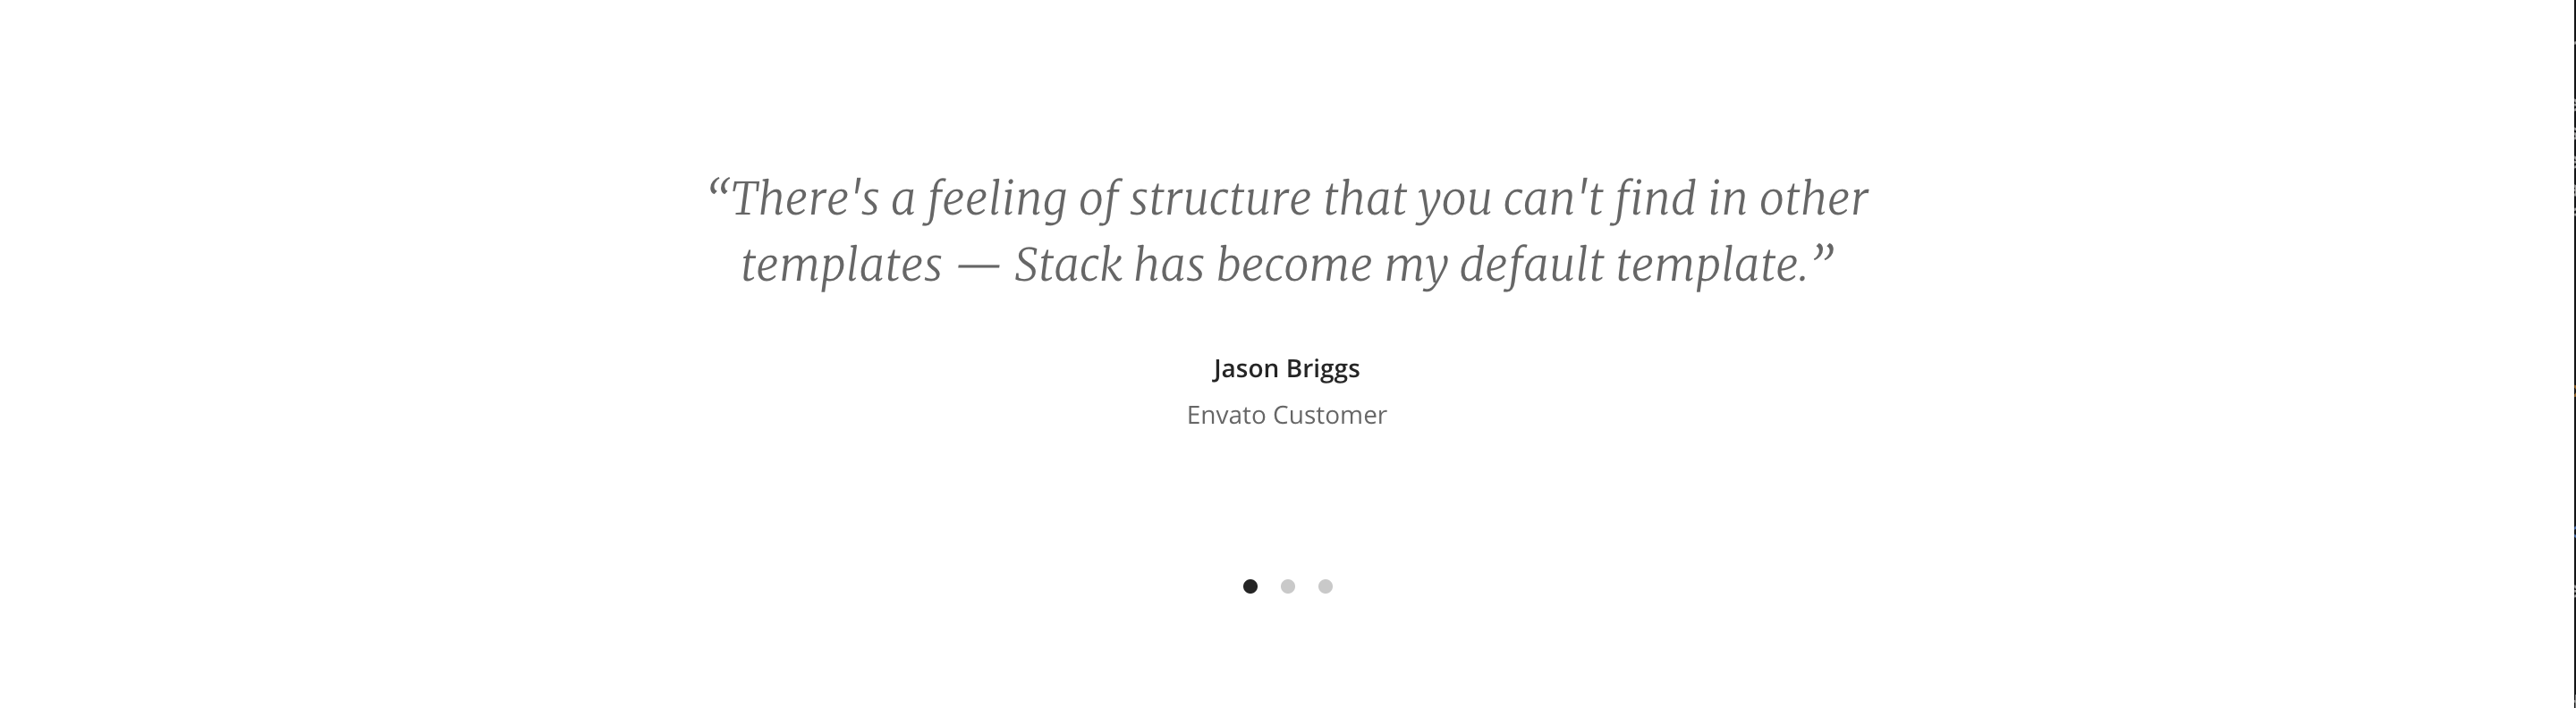 “There's a feeling of structure that you can't find in other
templates — Stack has become my default template.”
Jason Briggs
Envato Customer